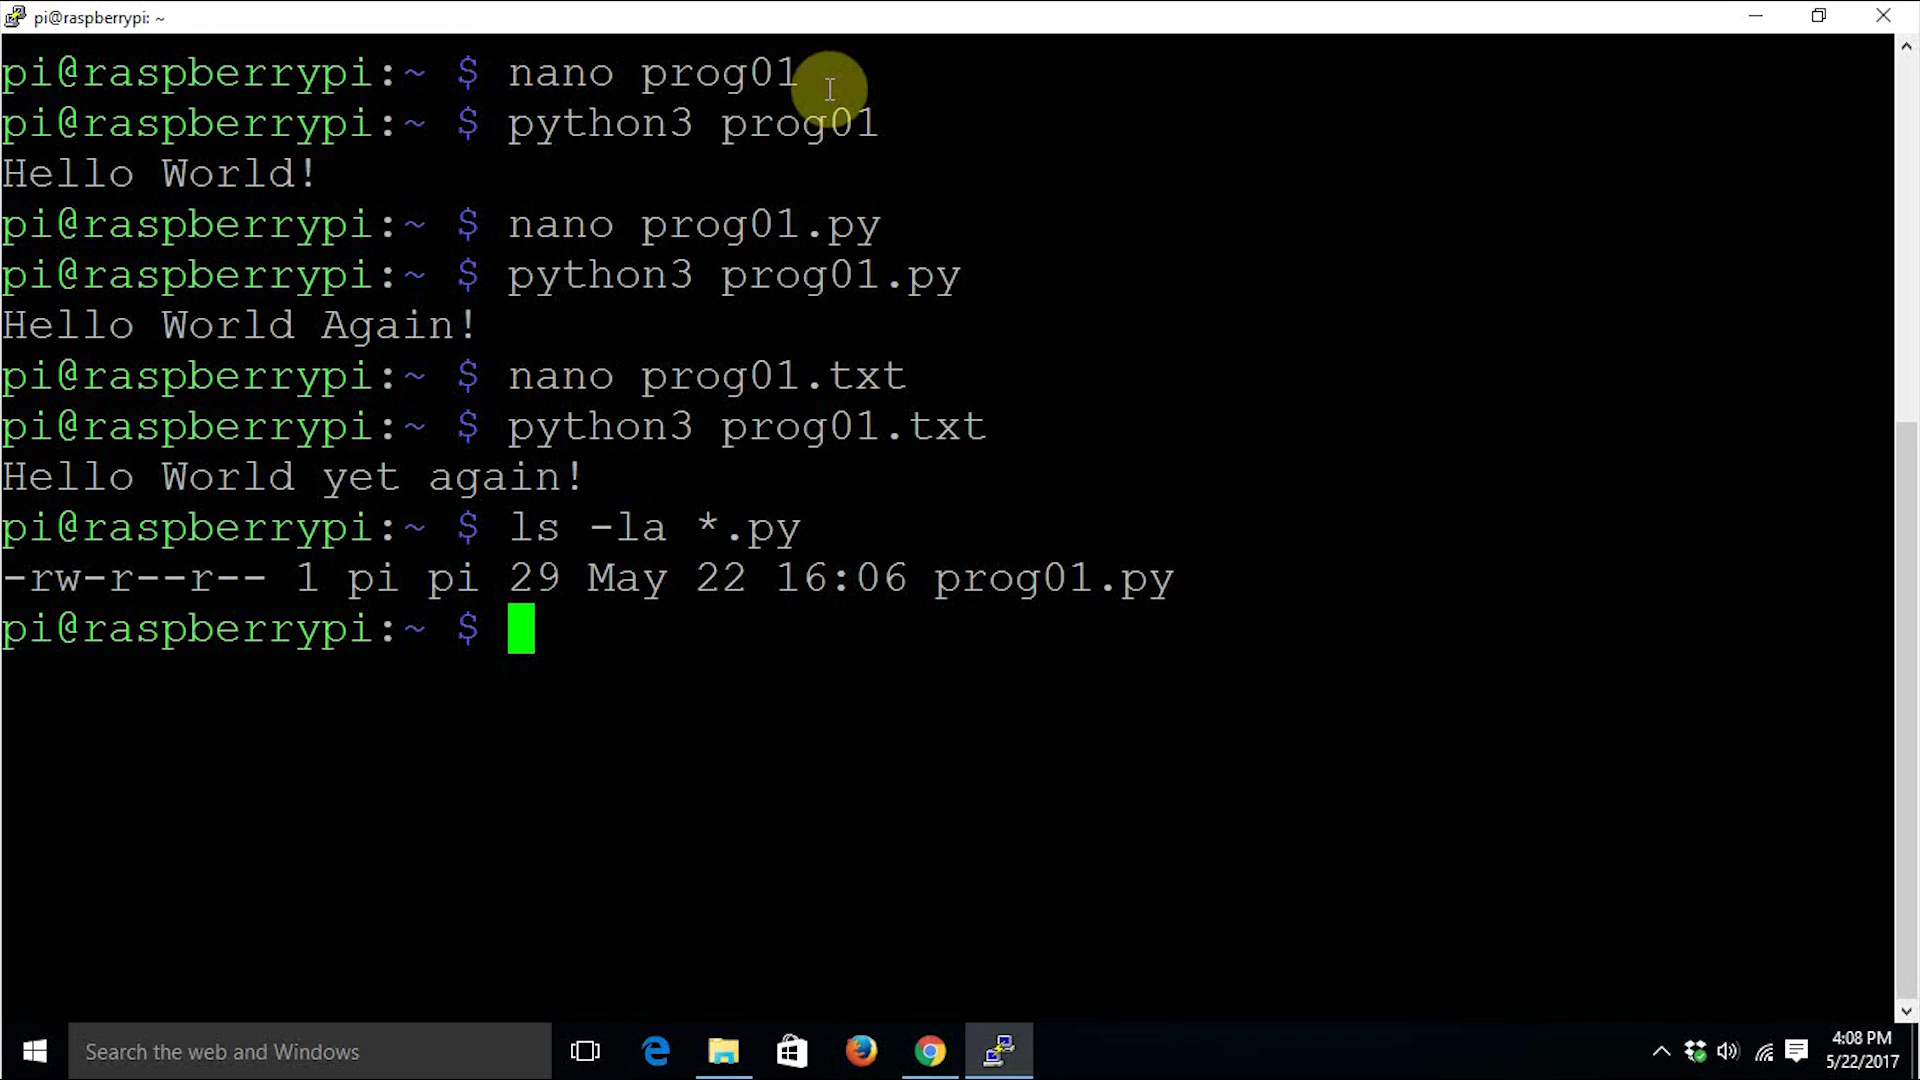 pi@raspberrypi: ~
pi@raspberrypi:~ $ nano prog01
pi@raspberrypi:~ $ python3 prog01
Hello World!
pi@raspberrypi:~ $ nano prog01.py
pi@raspberrypi:~ $ python3 prog01.py
Hello World Again!
pi@raspberrypi:~ $ nano prog01.txt
pi@raspberrypi:~ $ python3 prog01.txt
Hello World yet again!
pi@raspberrypi:~ $ ls -la *.py
-rw-r--r-- 1 pi pi 29 May 22 16:06 prog01.py
pi@raspberrypi:~ $
Search the web and Windows
4:08 PM
5/22/2017